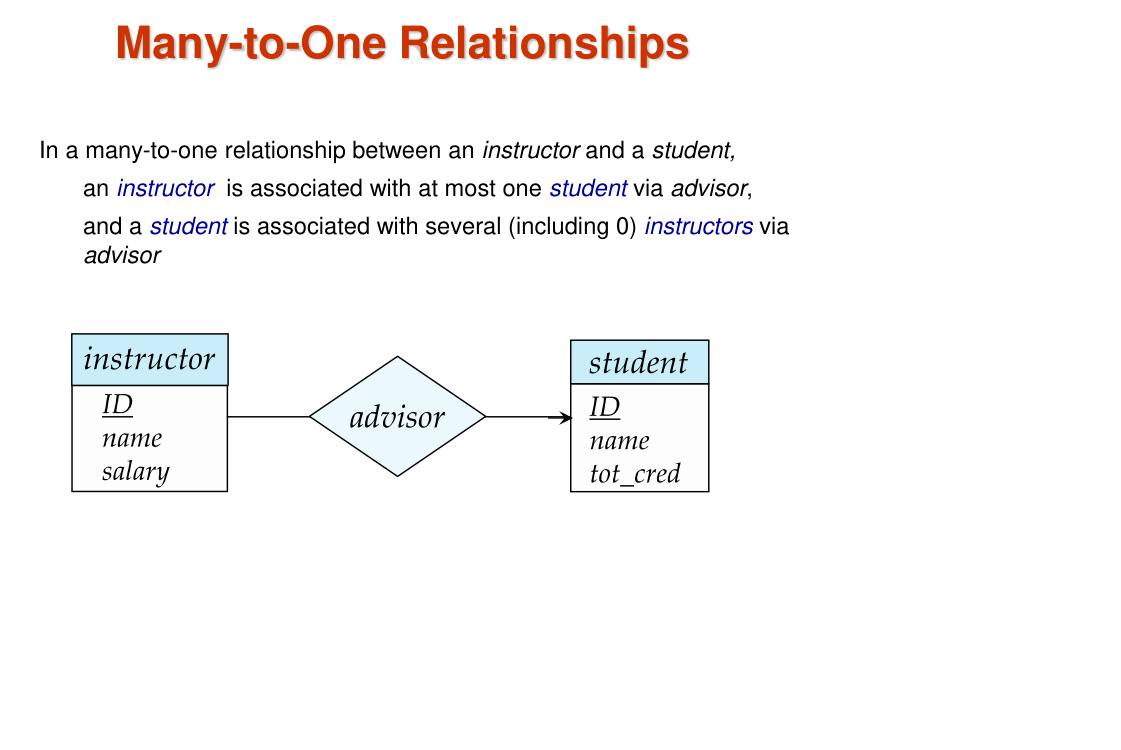 Many-to-One Relationships
In a many-to-one relationship between an instructor and a student,
an instructor is associated with at most one student via advisor,
and a student is associated with several (including 0) instructors via
advisor
instructor
ID
name
salary
advisor
student
ID
name
tot_cred